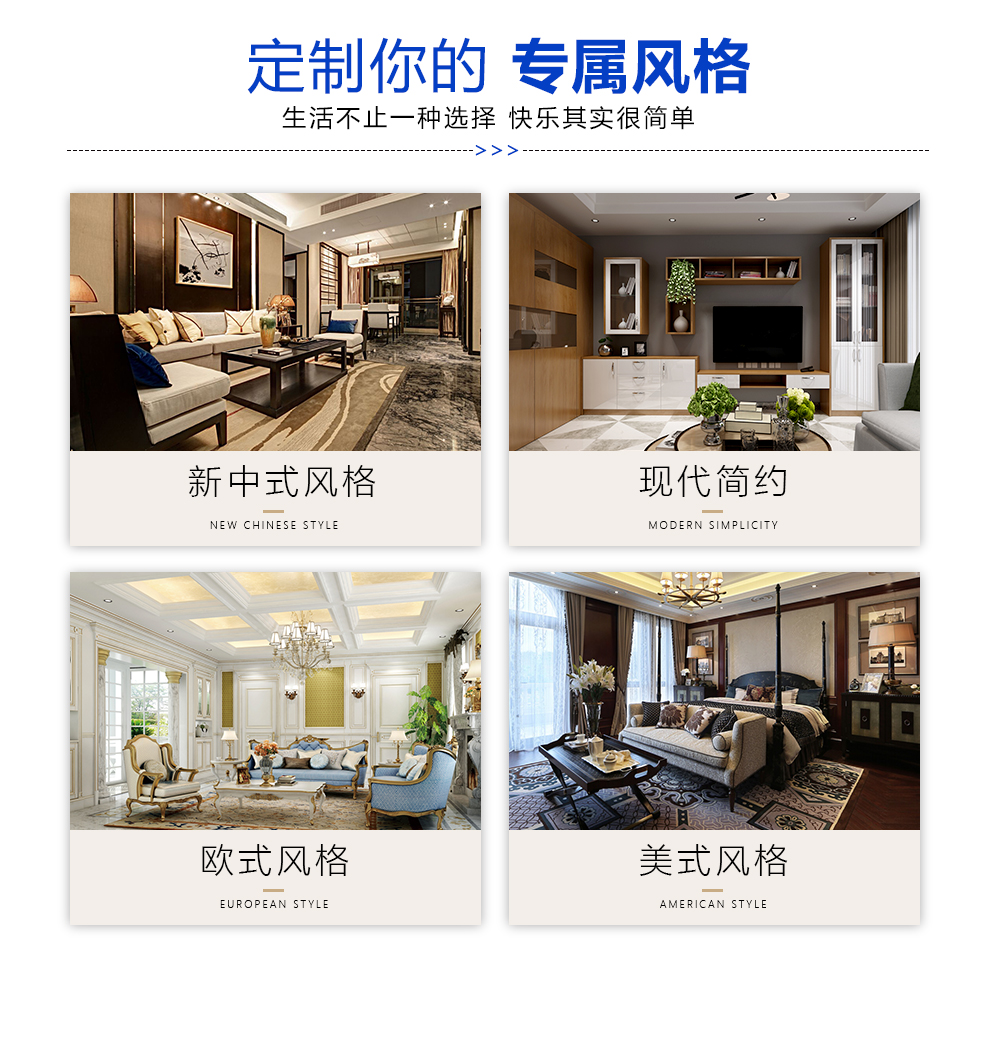 定制你的 专属风格
生活不止一种选择 快乐其实很简单
>>>
新中式风格
NEW CHINESE STYLE
现代简约
MODERN SIMPLICITY
欧式风格
EUROPEAN STYLE
美式风格
AMERICAN STYLE